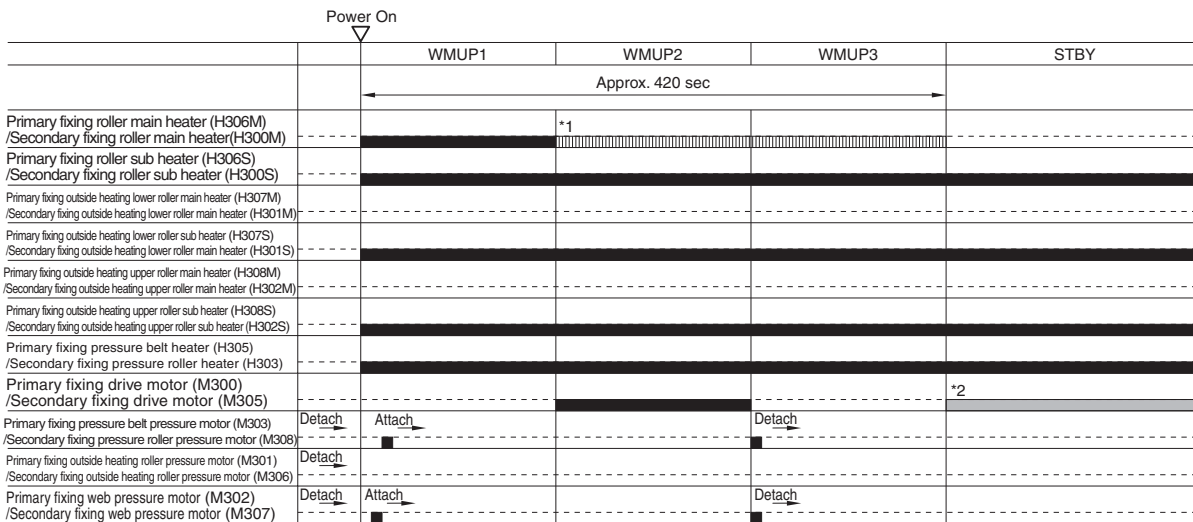 Power On
WMUP1 WMUP2 WMUP3 STBY
Approx. 420 sec
Primary fixing roller main heater (H306M)
/Secondary fixing roller main heater(H300M)
*1
Primary fixing roller sub heater (H306S)
/Secondary fixing roller sub heater (H300S)
Primary fixing outside heating lower roller main heater (H307M)
/Secondary fixing outside heating lower roller main heater (H301M)
Primary fixing outside heating lower roller sub heater (H307S)
/Secondary fixing outside heating lower roller main heater (H301S)
Primary fixing outside heating upper roller main heater (H308M)
/Secondary fixing outside heating upper roller main heater (H302M)
Primary fixing outside heating upper roller sub heater (H308S)
/Secondary fixing outside heating upper roller sub heater (H302S)
Primary fixing pressure belt heater (H305)
/Secondary fixing pressure roller heater (H303)
Primary fixing drive motor (M300)
/Secondary fixing drive motor (M305)
*2
Primary fixing pressure belt pressure motor (M303)
/Secondary fixing pressure roller pressure motor (M308)
Detach Attach Detach
Primary fixing outside heating roller pressure motor (M301)
/Secondary fixing outside heating roller pressure motor (M306)
Detach
Primary fixing web pressure motor (M302)
/Secondary fixing web pressure motor (M307)
Detach Attach Detach